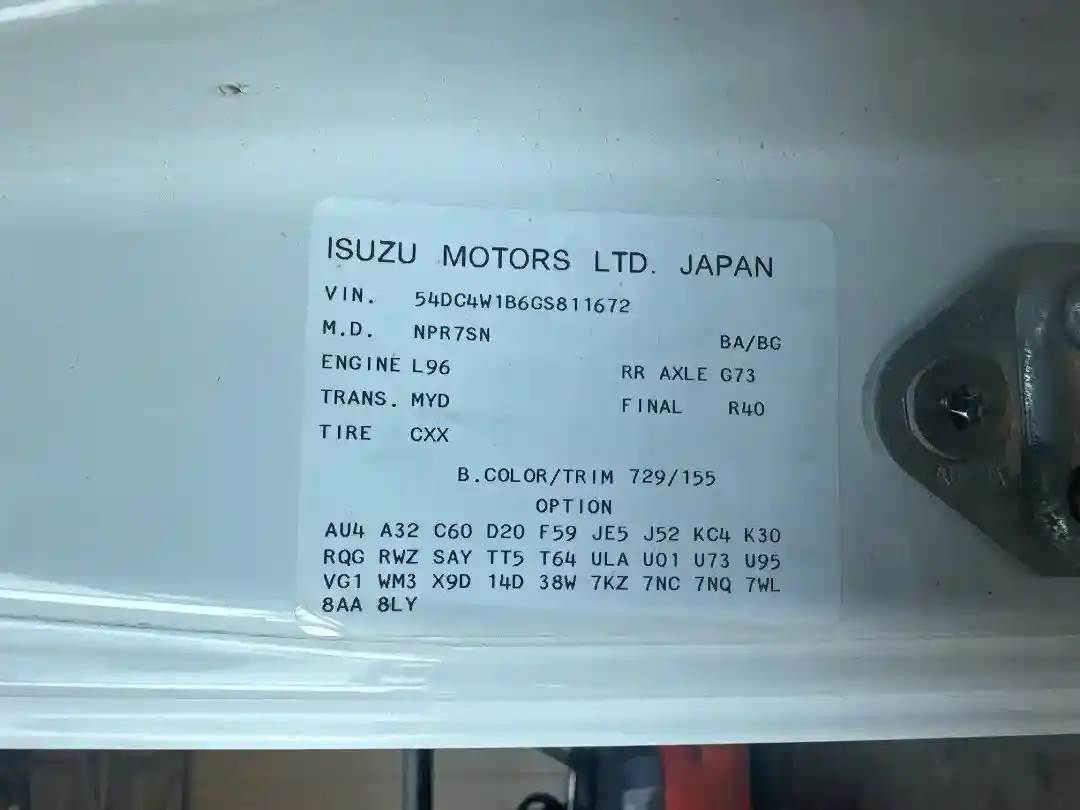 ISUZU MOTORS LTD. JAPAN
VIN. 54DC4W1B6GS811672
M.D. NPR7SN BA/BG
ENGINE L96 RR AXLE G73
TRANS. MYD FINAL R40
TIRE CXX
B.COLOR/TRIM 729/155
OPTION
AU4 A32 C60 D20 F59 JE5 J52 KC4 K30
RQG RWZ SAY TT5 T64 ULA U01 U73 U95
VG1 WM3 X9D 14D 38W 7KZ 7NC 7NQ 7WL
8AA 8LY